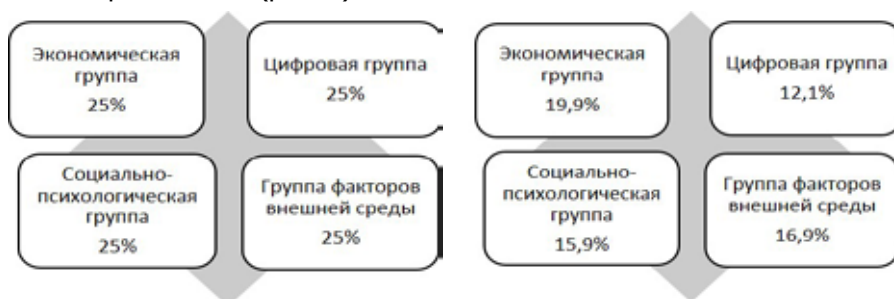 Экономическая
группа
25%
Цифровая группа
25%
Социально-
психологическая
группа
25%
Группа факторов
внешней среды
25%
Экономическая
группа
19,9%
Цифровая группа
12,1%
Социально-
психологическая
группа
15,9%
Группа факторов
внешней среды
16,9%